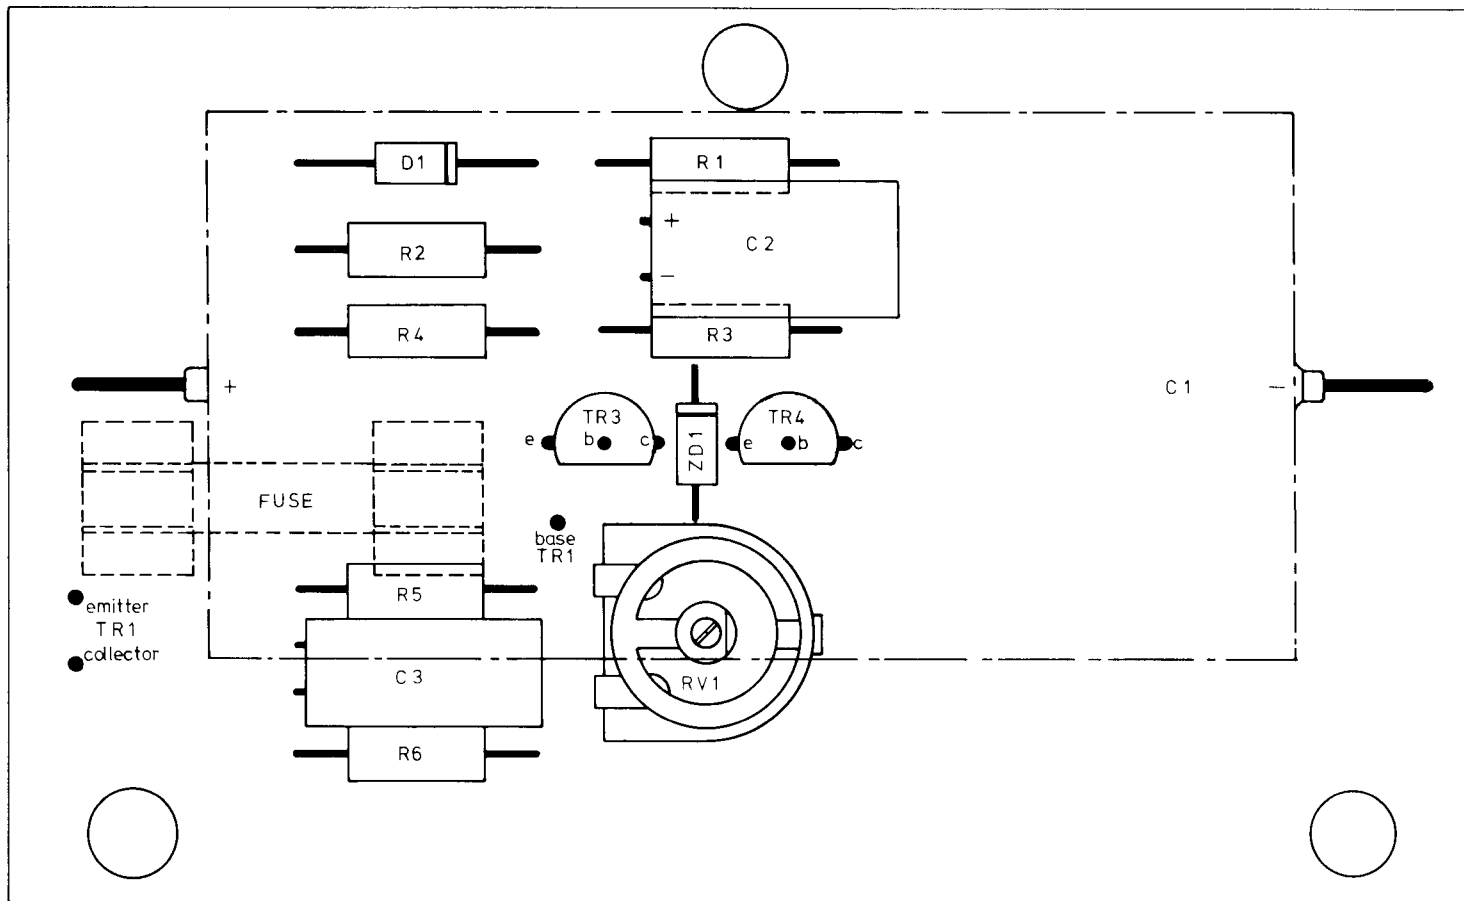 D1
R1
R2
+
C2
−
R4
R3
+
C1
−
TR3
e
b
c
ZD1
TR4
e
b
c
FUSE
base
TR1
R5
emitter
TR1
collector
C3
RV1
R6